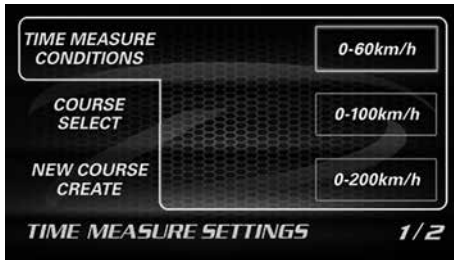 TIME MEASURE
CONDITIONS
0-60km/h
COURSE
SELECT
0-100km/h
NEW COURSE
CREATE
0-200km/h
TIME MEASURE SETTINGS
1/2